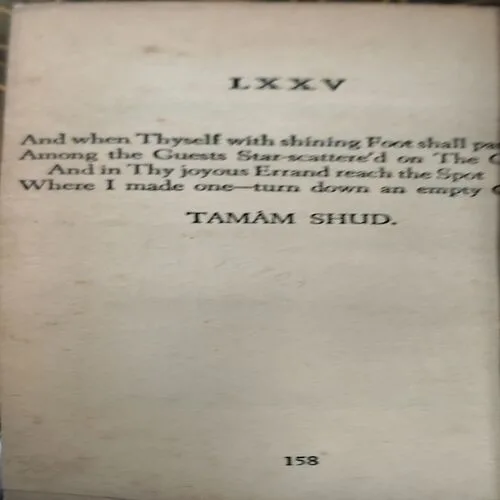 LXXV
And when Thyself with shining Foot shall
Among the Guests Star-scatter'd on The
And in Thy joyous Errand reach the Spot
Where I made one—turn down an empty
TAMÁM SHUD.
158